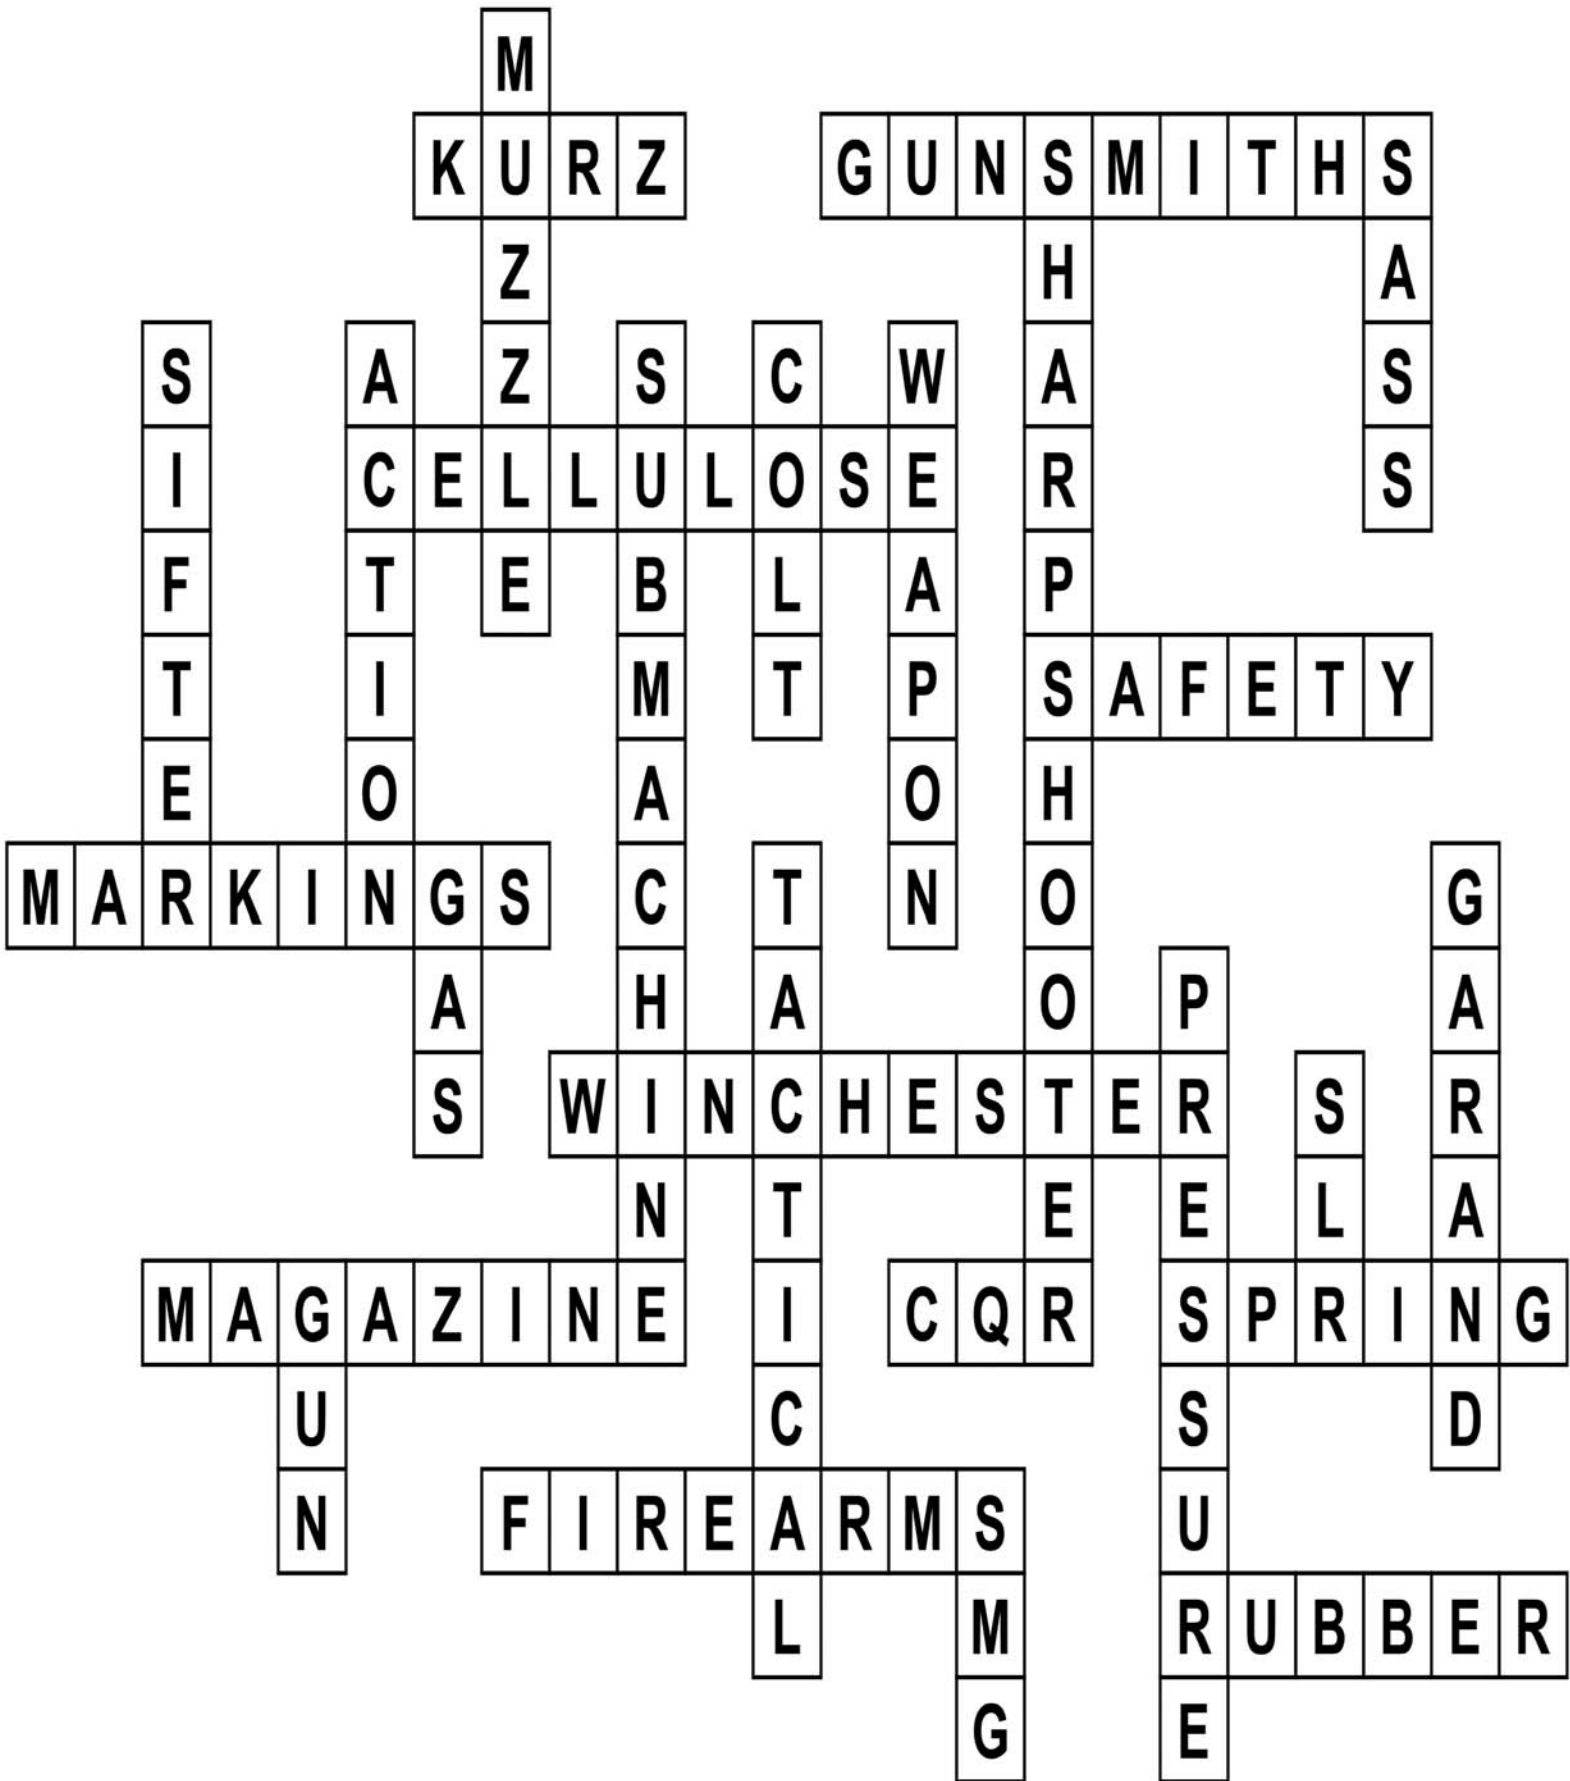 M
KURZ GUNSMITHS
Z H A
S A Z S C W A S
I CELLULOSE R S
F T E B L A P
T I M T P SAFETY
E O A O H
MARKINGS C T N O G
A H A O P A
S WINCHESTER S R
N T E E L A
MAGAZINE I CQR SPRING
U C S D
N FIREARMS U
L M RUBBER
G E